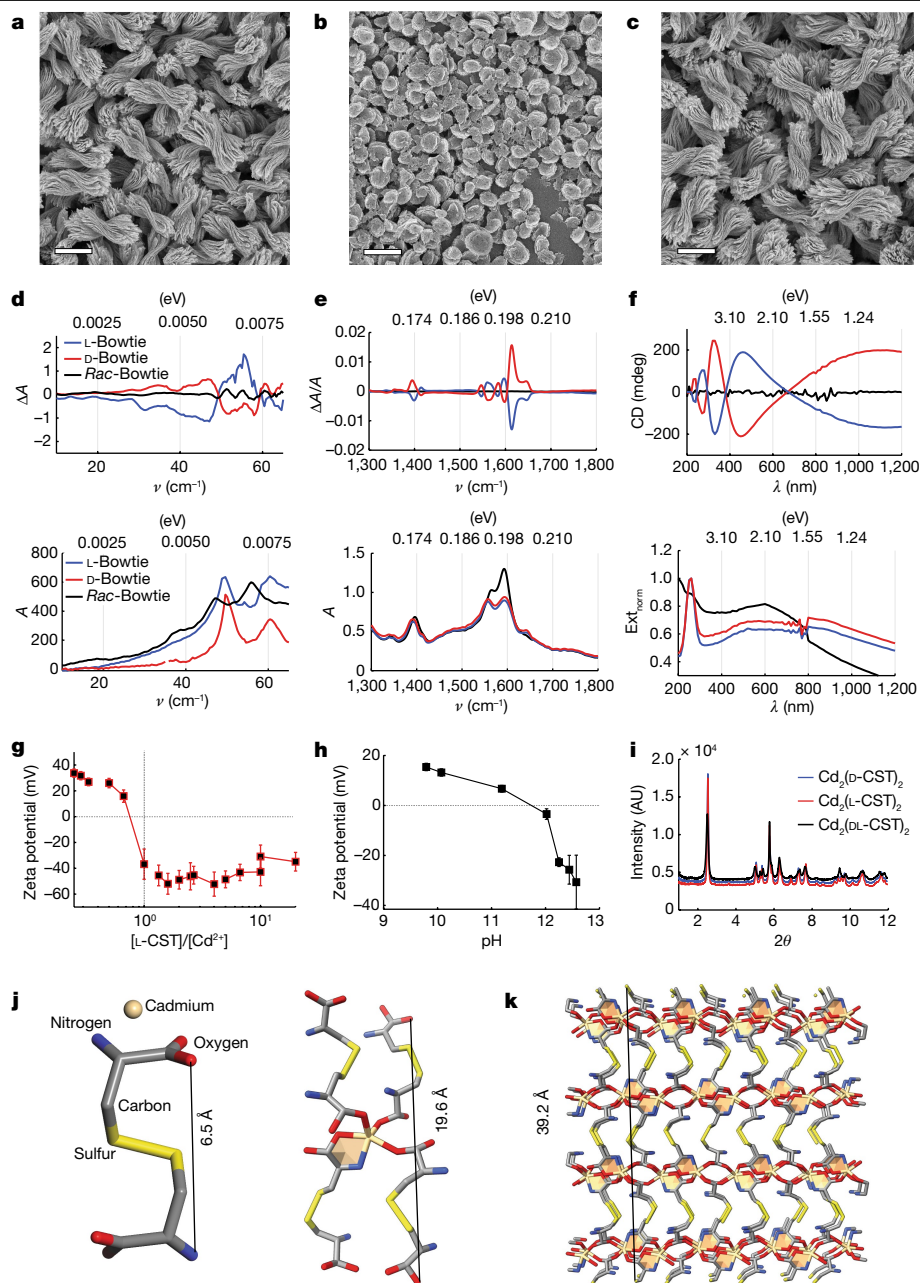 a
b
c
d
(eV)
0.0025 0.0050 0.0075
L-Bowtie
D-Bowtie
Rac-Bowtie
ΔA
2
1
0
−1
−2
20 40 60
ν (cm⁻¹)
(eV)
0.0025 0.0050 0.0075
L-Bowtie
D-Bowtie
Rac-Bowtie
A
800
600
400
200
0
20 40 60
ν (cm⁻¹)
e
(eV)
0.174 0.186 0.198 0.210
ΔA/A
0.02
0.01
0
−0.01
−0.02
1,300 1,400 1,500 1,600 1,700 1,800
ν (cm⁻¹)
(eV)
0.174 0.186 0.198 0.210
A
1.5
1.0
0.5
0
1,300 1,400 1,500 1,600 1,700 1,800
ν (cm⁻¹)
f
(eV)
3.10 2.10 1.55 1.24
CD (mdeg)
200
0
−200
200 400 600 800 1,000 1,200
λ (nm)
(eV)
3.10 2.10 1.55 1.24
Ext_norm
1.0
0.8
0.6
0.4
200 400 600 800 1,000 1,200
λ (nm)
g
Zeta potential (mV)
40
20
0
−20
−40
−60
10⁰ 10¹
[L-CST]/[Cd²⁺]
h
Zeta potential (mV)
20
0
−20
−40
9 10 11 12 13
pH
i
2.0 × 10⁴
Intensity (AU)
1.5
1.0
0.5
0
Cd₂(D-CST)₂
Cd₂(L-CST)₂
Cd₂(DL-CST)₂
2 4 6 8 10 12
2θ
j
Cadmium
Nitrogen
Oxygen
Carbon
Sulfur
6.5 Å
19.6 Å
k
39.2 Å